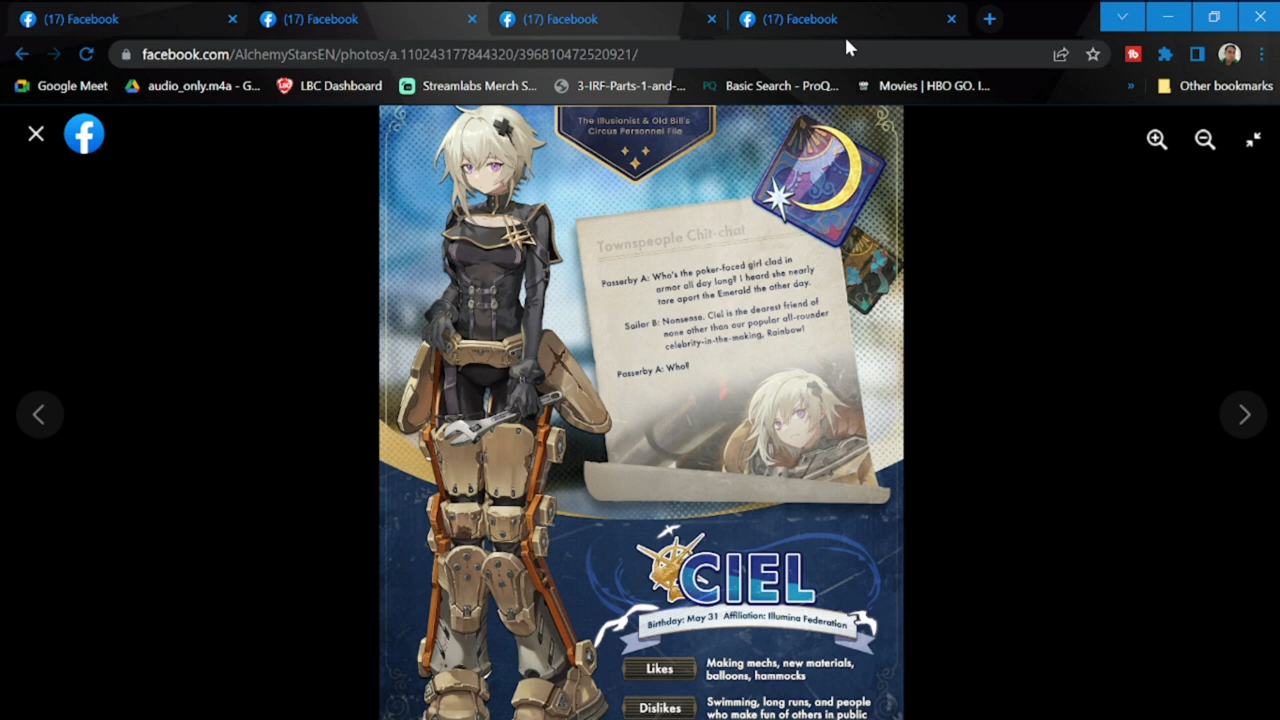 (17) Facebook
(17) Facebook
(17) Facebook
(17) Facebook
facebook.com/AlchemyStarsEN/photos/a.110243177844320/396810472520921/
Google Meet
audio_only.m4a - G...
LBC Dashboard
Streamlabs Merch S...
3-IRF-Parts-1-and-...
PQ Basic Search - ProQ...
Movies | HBO GO. I...
»
Other bookmarks
The Illusionist & Old Bill's
Circus Personnel File
Townspeople Chit-chat
Passerby A: Who's the poker-faced girl clad in
armor all day long? I heard she nearly
tore apart the Emerald the other day.
Sailor B: Nonsense. Ciel is the dearest friend of
none other than our popular all-rounder
celebrity-in-the-making, Rainbow!
Passerby A: Who?
CIEL
Birthday: May 31 Affiliation: Illumina Federation
Likes
Making mechs, new materials,
balloons, hammocks
Dislikes
Swimming, long runs, and people
who make fun of others in public